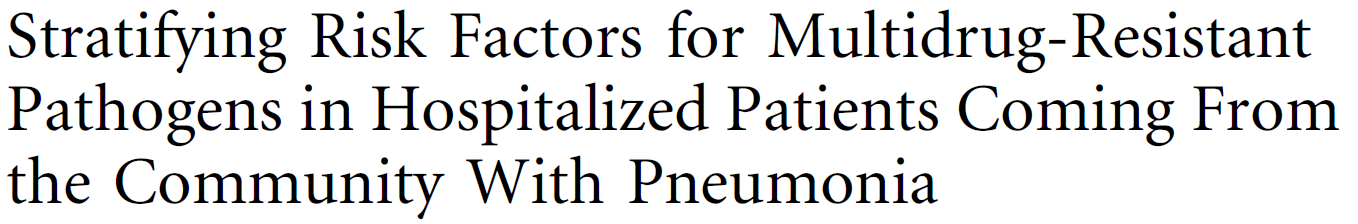 Stratifying Risk Factors for Multidrug-Resistant
Pathogens in Hospitalized Patients Coming From
the Community With Pneumonia